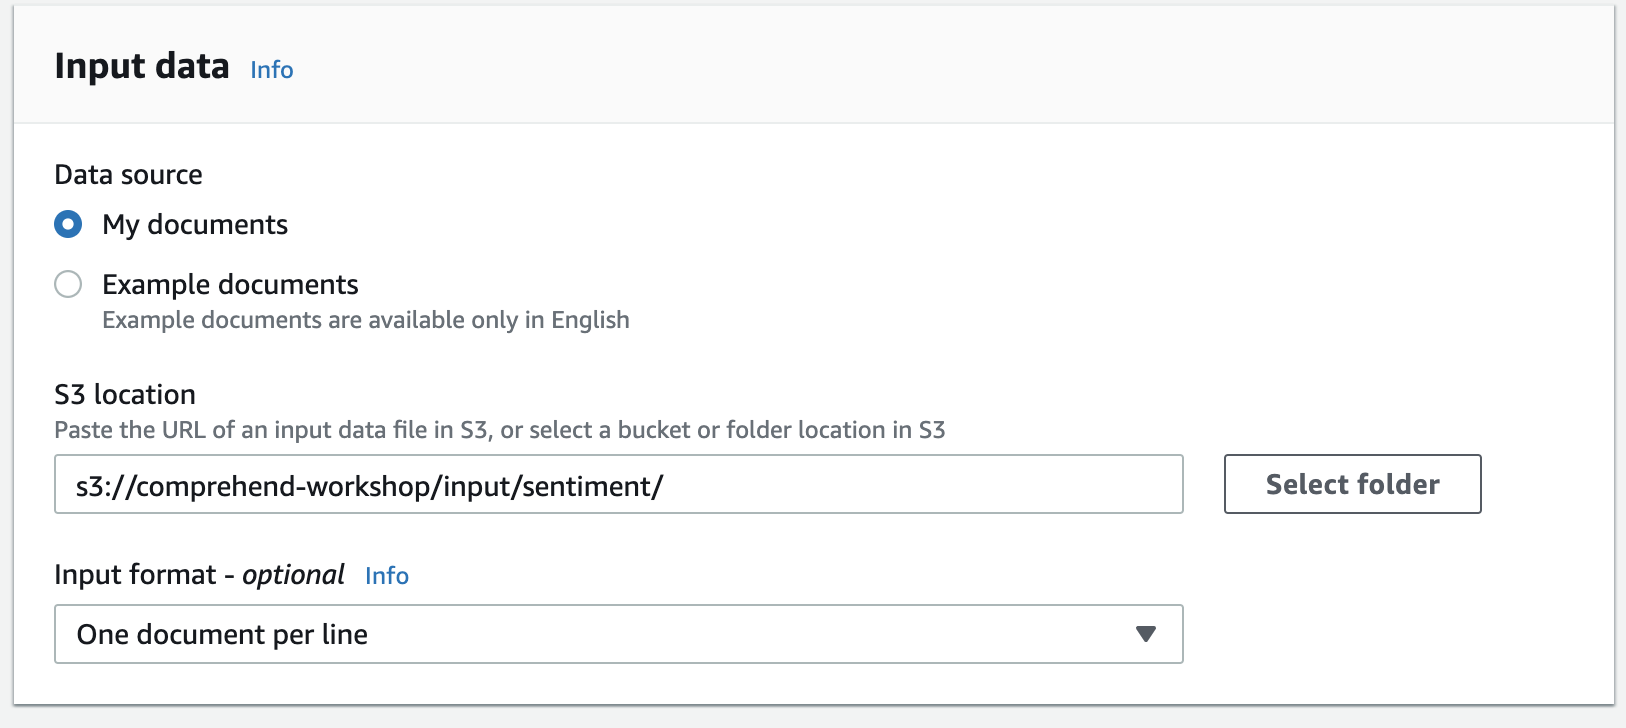 Input data Info
Data source
My documents
Example documents
Example documents are available only in English
S3 location
Paste the URL of an input data file in S3, or select a bucket or folder location in S3
s3://comprehend-workshop/input/sentiment/
Select folder
Input format - optional Info
One document per line